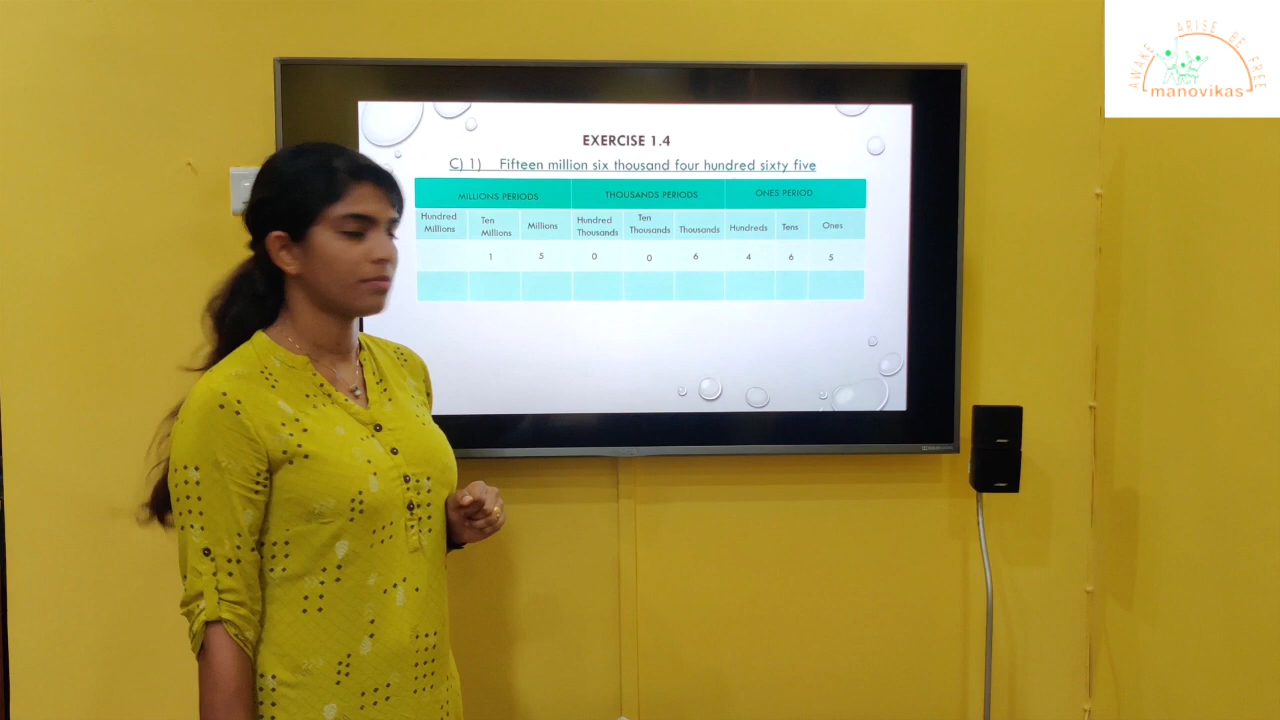 AWAKE ARISE BE FREE
manovikas
EXERCISE 1.4
C) 1) Fifteen million six thousand four hundred sixty five
MILLIONS PERIODS THOUSANDS PERIODS ONES PERIOD
Hundred Millions Ten Millions Millions Hundred Thousands Ten Thousands Thousands Hundreds Tens Ones
1 5 0 0 6 4 6 5